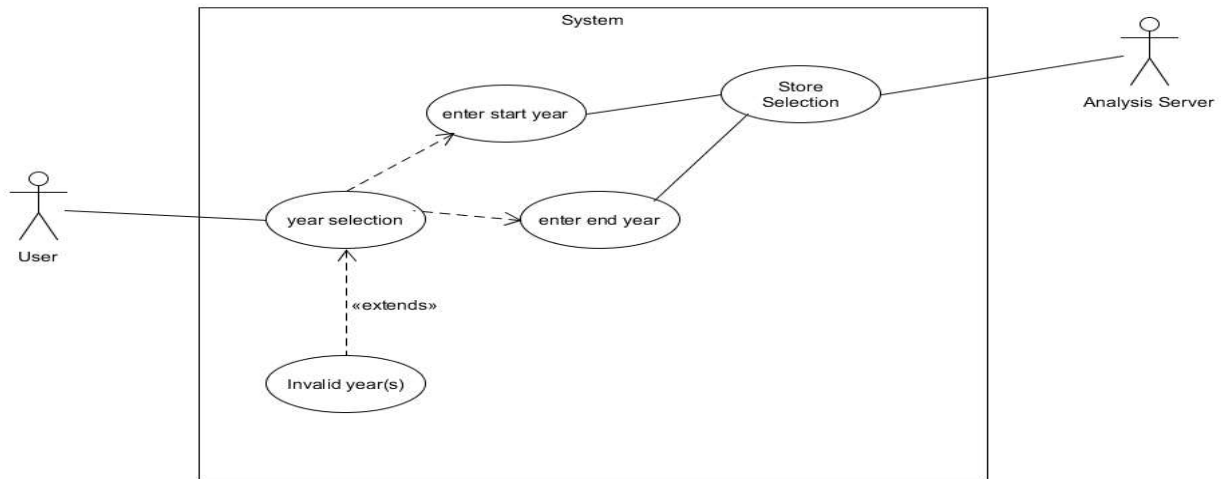 System
Store
Selection
Analysis Server
enter start year
year selection
enter end year
User
«extends»
Invalid year(s)